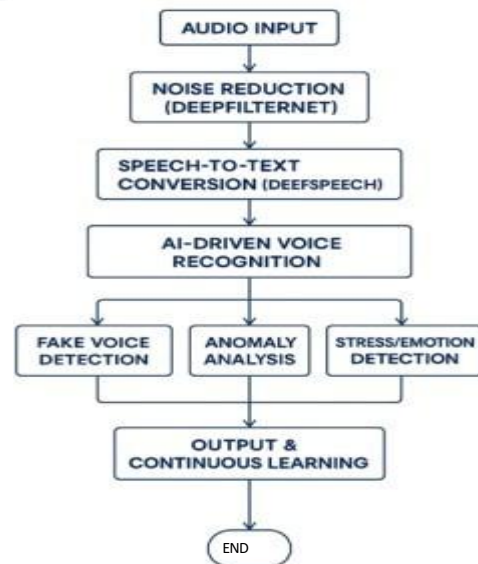 AUDIO INPUT
NOISE REDUCTION
(DEEPFILTERNET)
SPEECH-TO-TEXT
CONVERSION (DEEFSPEECH)
AI-DRIVEN VOICE
RECOGNITION
FAKE VOICE
DETECTION
ANOMALY
ANALYSIS
STRESS/EMOTION
DETECTION
OUTPUT &
CONTINUOUS LEARNING
END